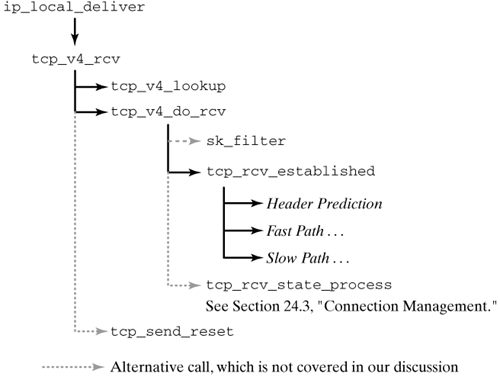 ip_local_deliver
tcp_v4_rcv
tcp_v4_lookup
tcp_v4_do_rcv
sk_filter
tcp_rcv_established
Header Prediction
Fast Path . . .
Slow Path . . .
tcp_rcv_state_process
See Section 24.3, "Connection Management."
tcp_send_reset
Alternative call, which is not covered in our discussion